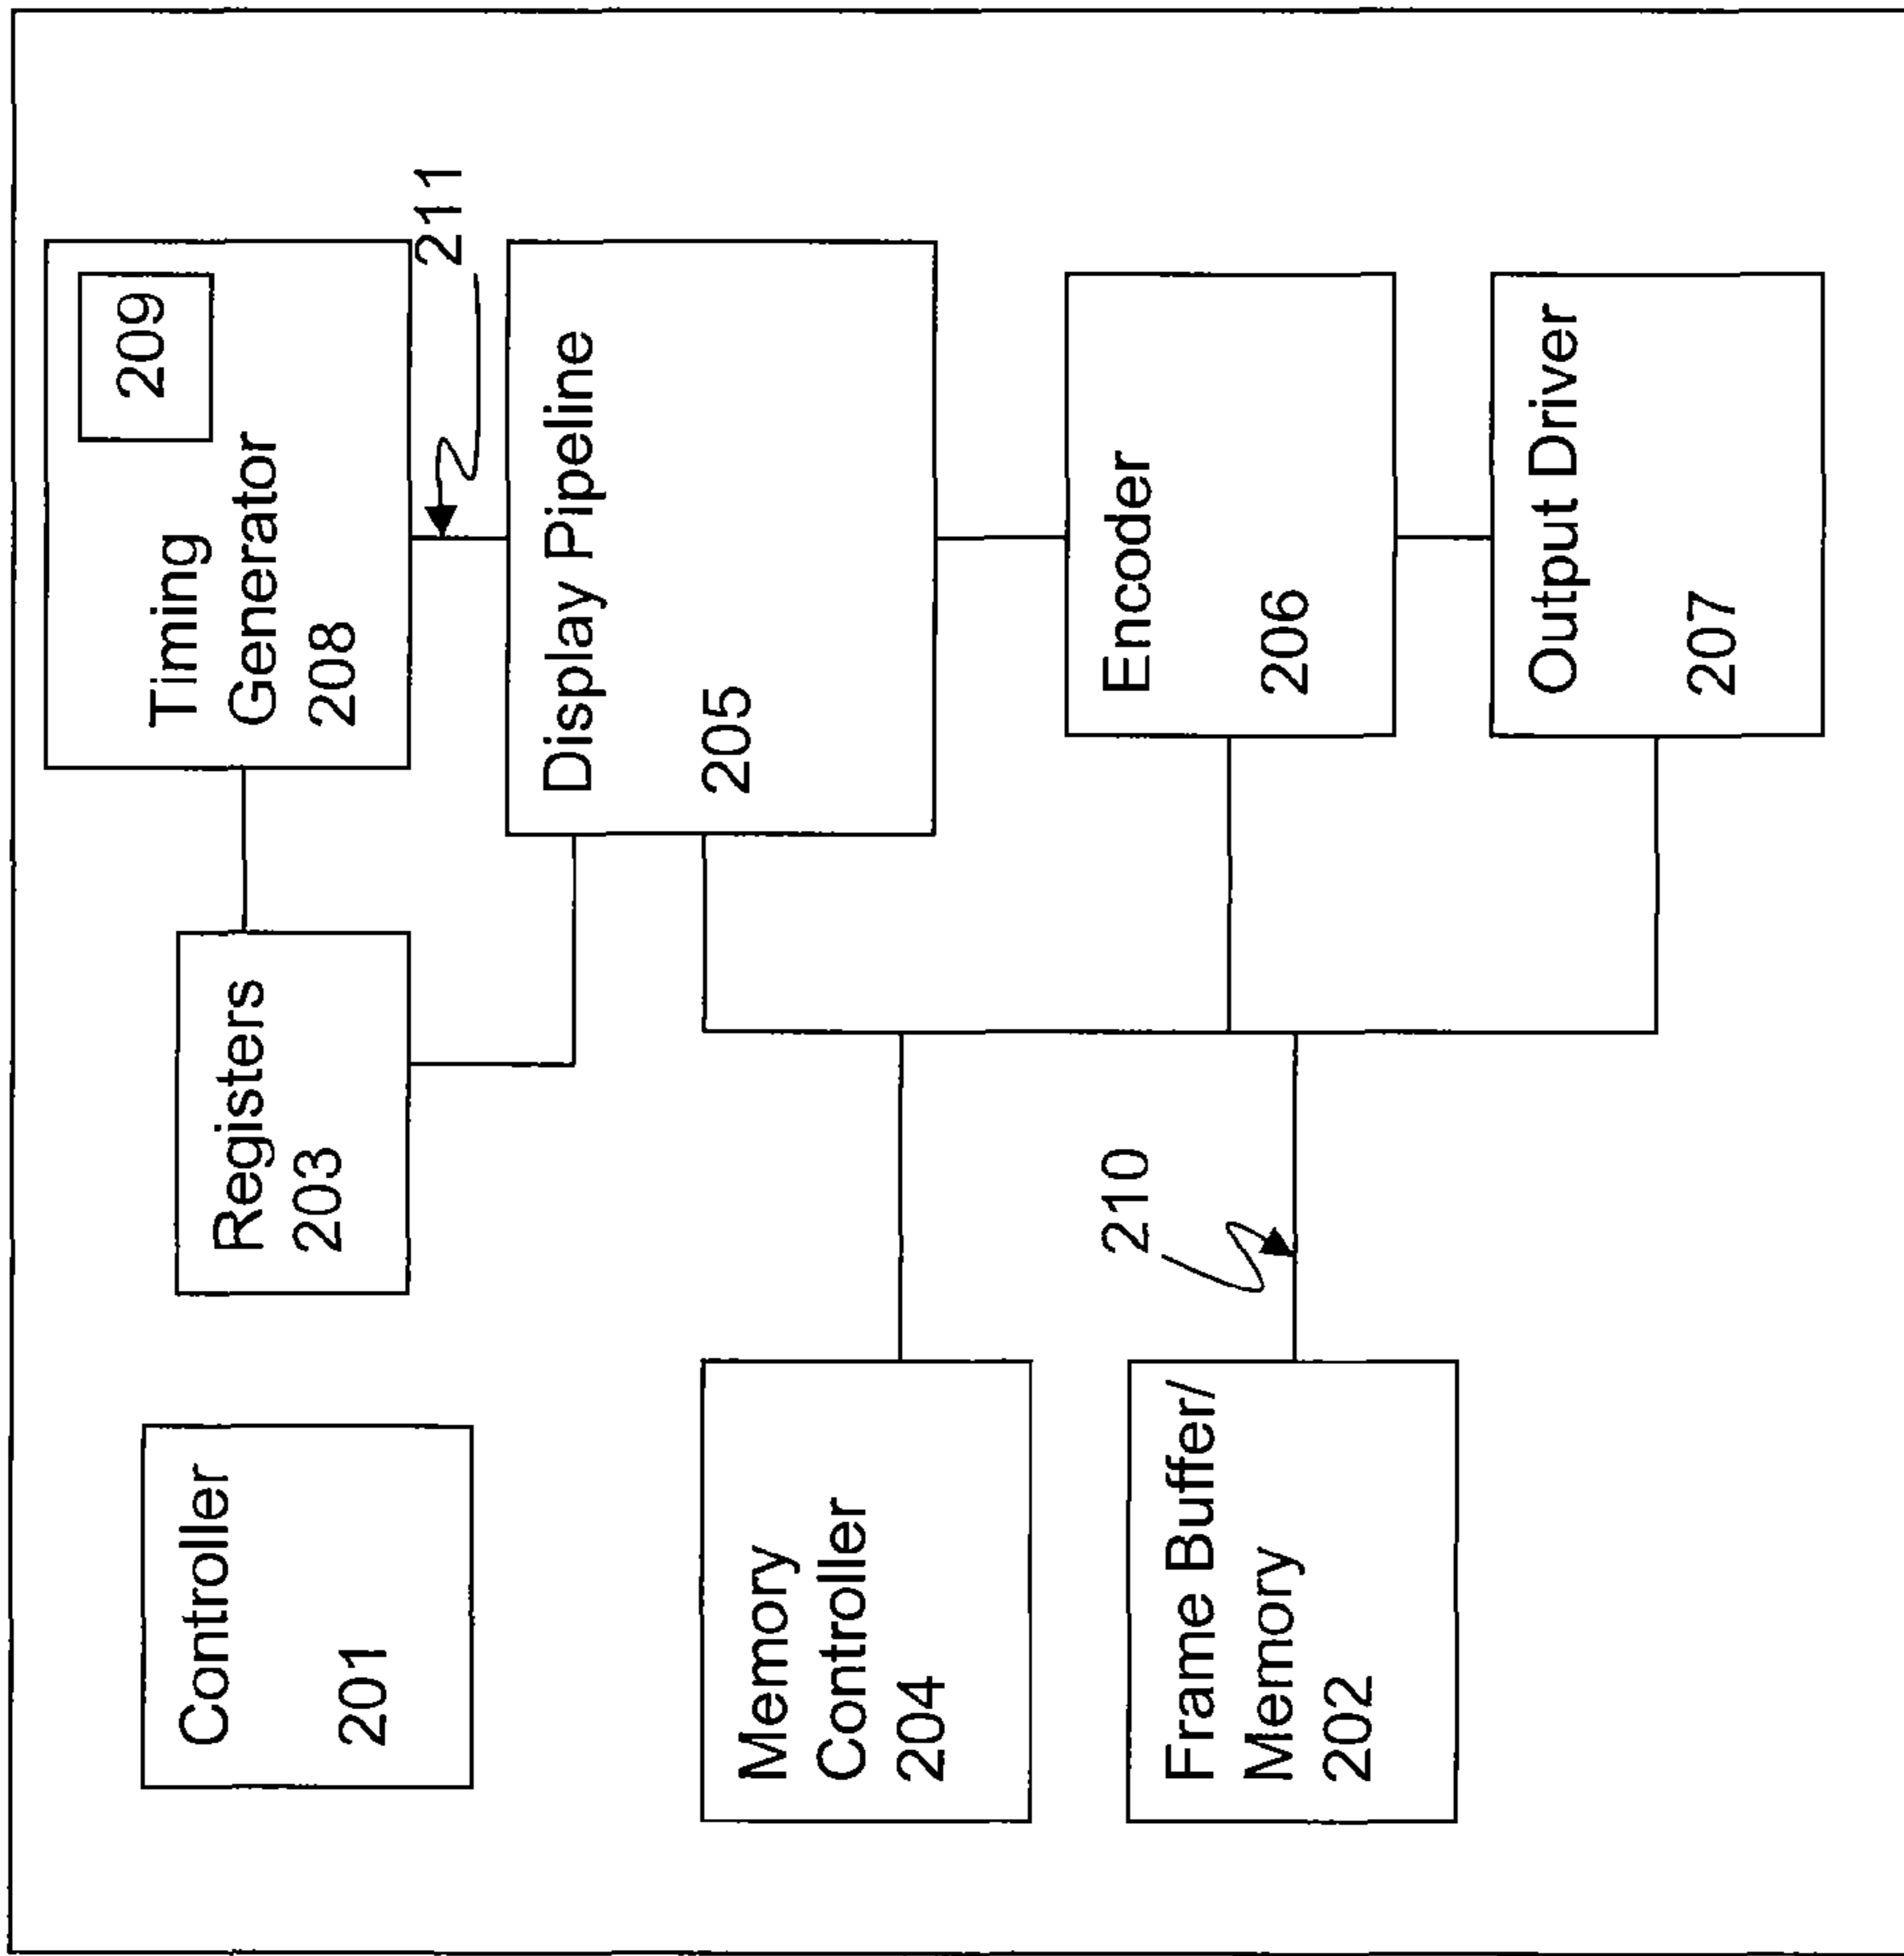 Controller
201
Registers
203
209
Timing
Generator
208
211
Display Pipeline
205
Memory
Controller
204
210
Frame Buffer/
Memory
202
Encoder
206
Output Driver
207